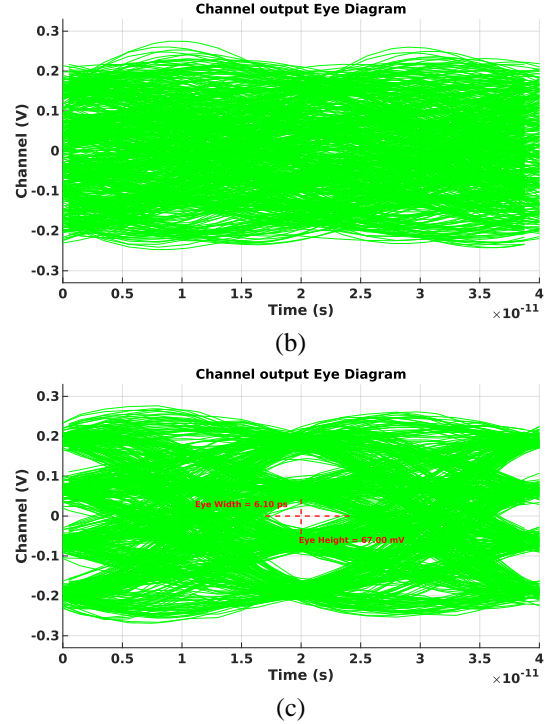 Channel output Eye Diagram
0.3
0.2
0.1
0
-0.1
-0.2
-0.3
Channel (V)
0 0.5 1 1.5 2 2.5 3 3.5 4
Time (s)
×10⁻¹¹
(b)
Channel output Eye Diagram
0.3
0.2
0.1
0
-0.1
-0.2
-0.3
Channel (V)
Eye Width = 6.10 ps
Eye Height = 67.00 mV
0 0.5 1 1.5 2 2.5 3 3.5 4
Time (s)
×10⁻¹¹
(c)